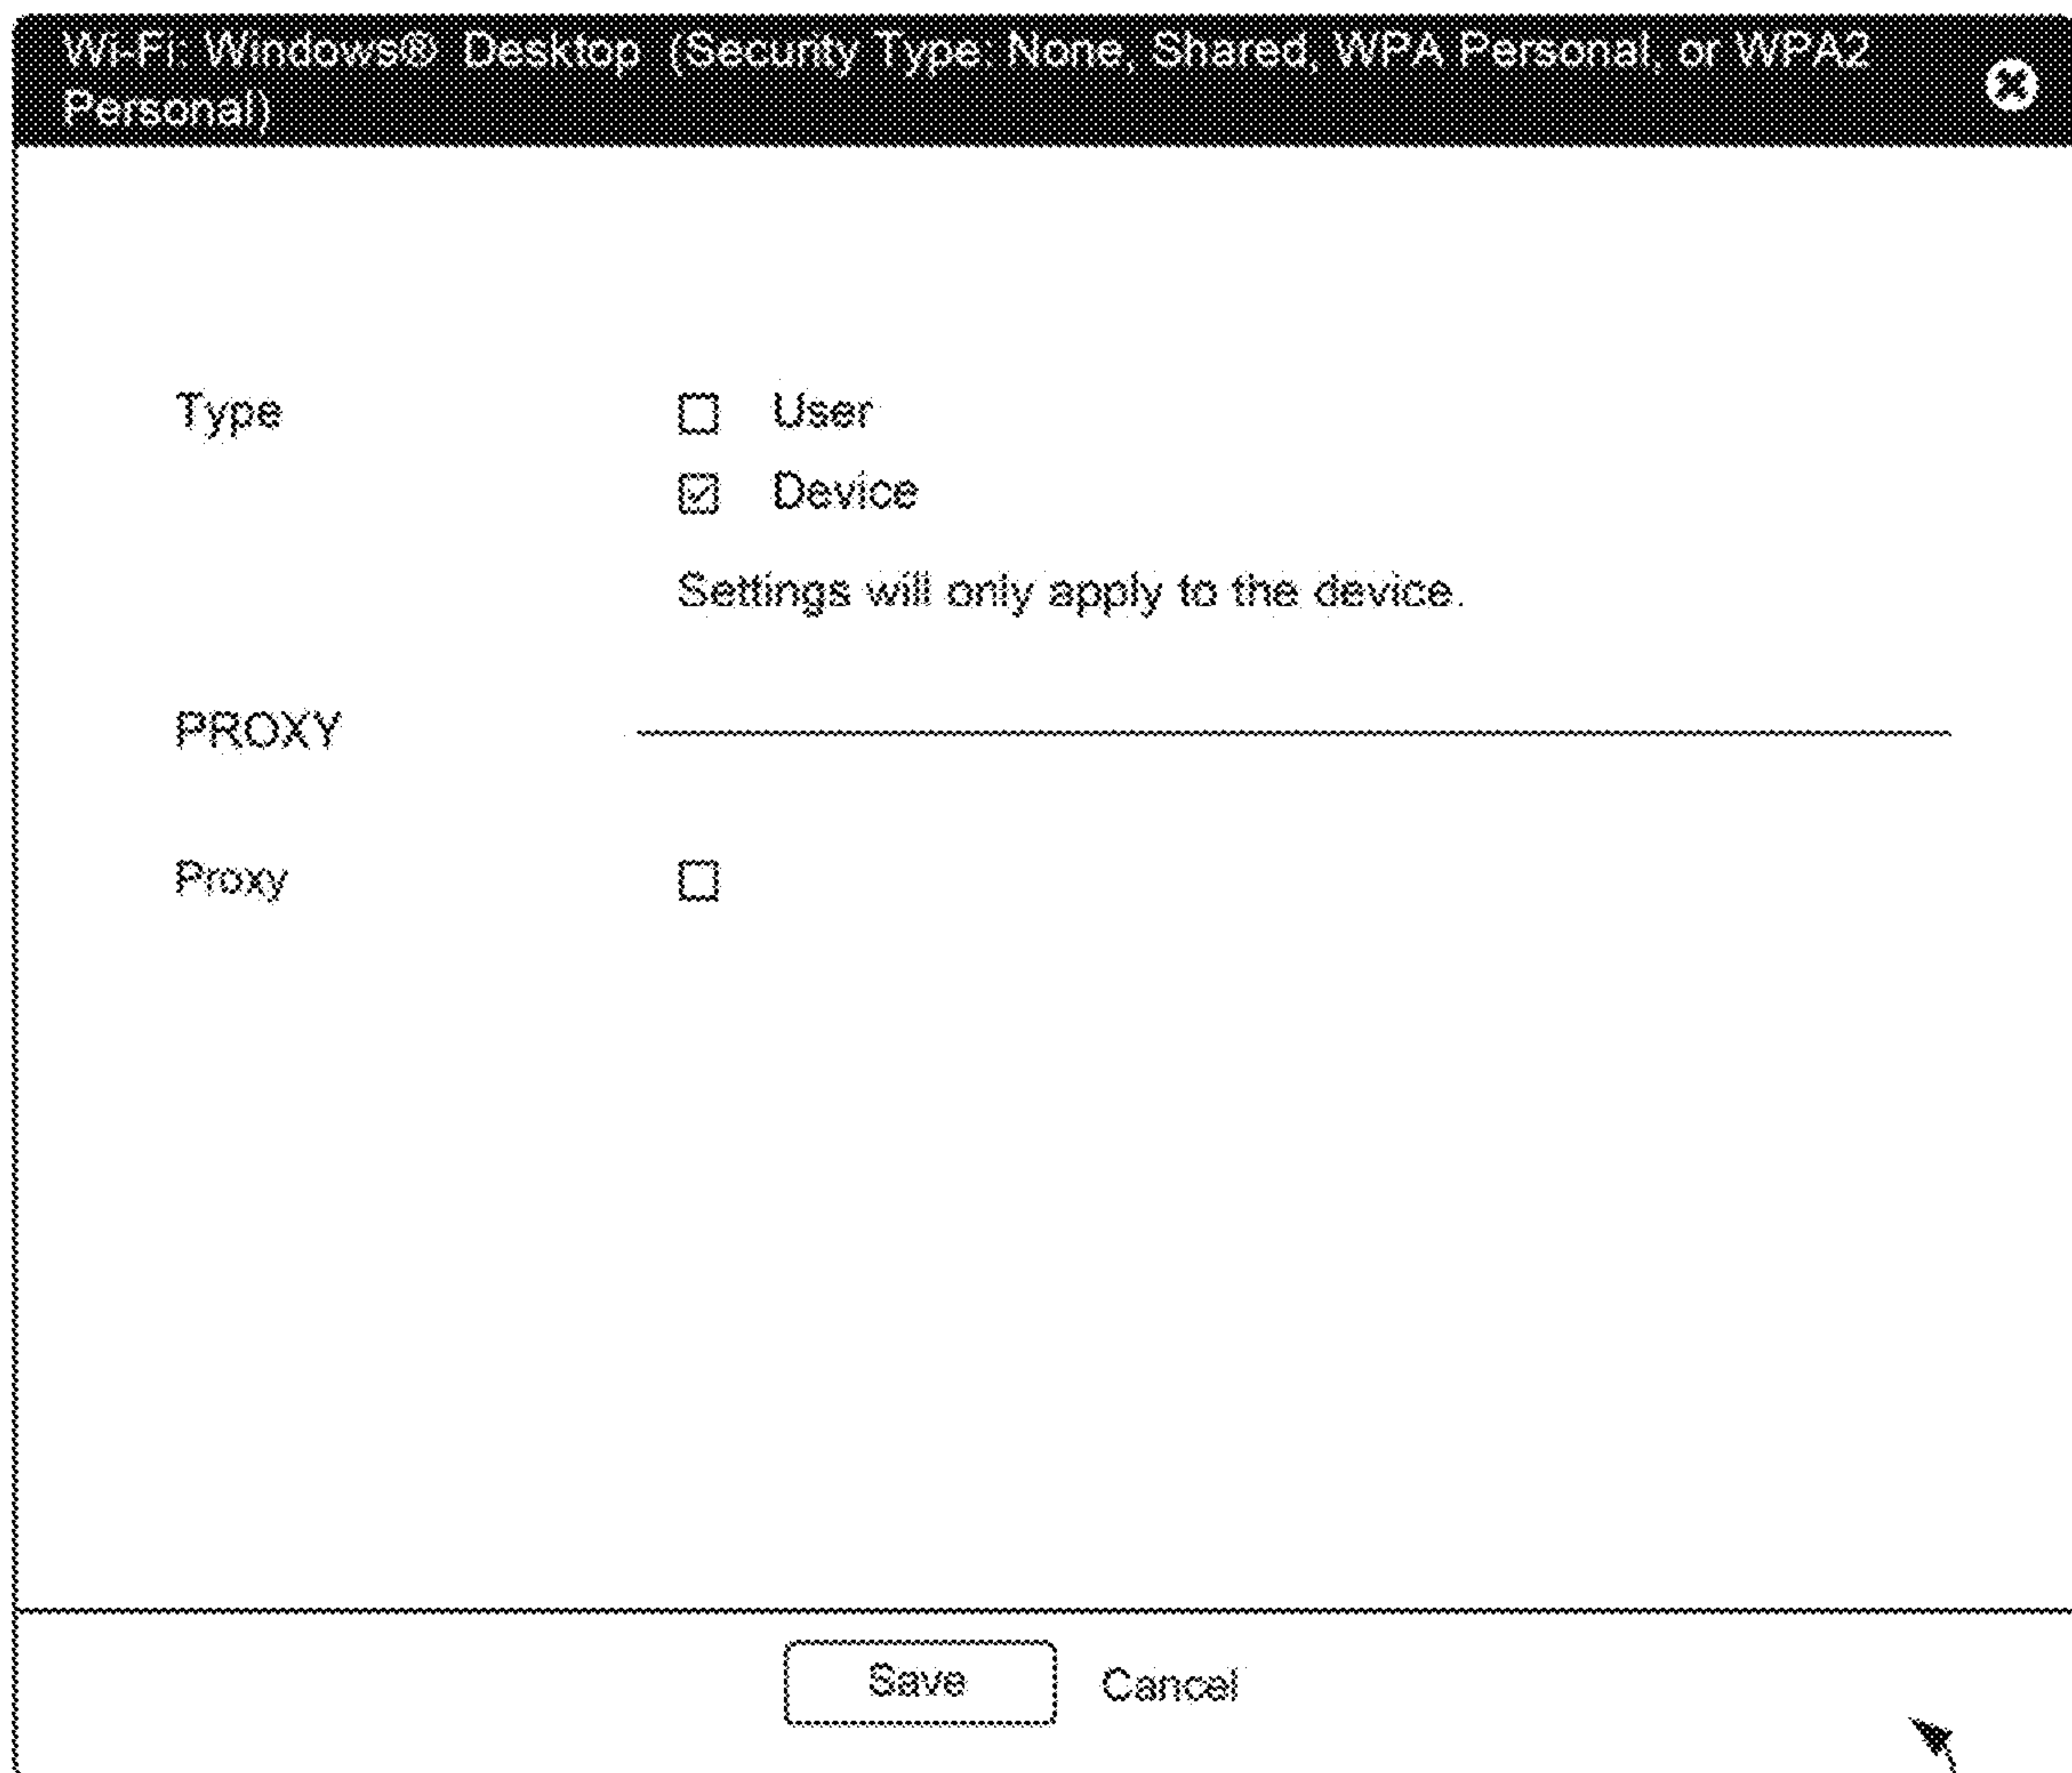 Wi-Fi: Windows® Desktop (Security Type: None, Shared, WPA Personal, or WPA2
Personal)
Type
User
Device
Settings will only apply to the device.
PROXY
Proxy
Save
Cancel